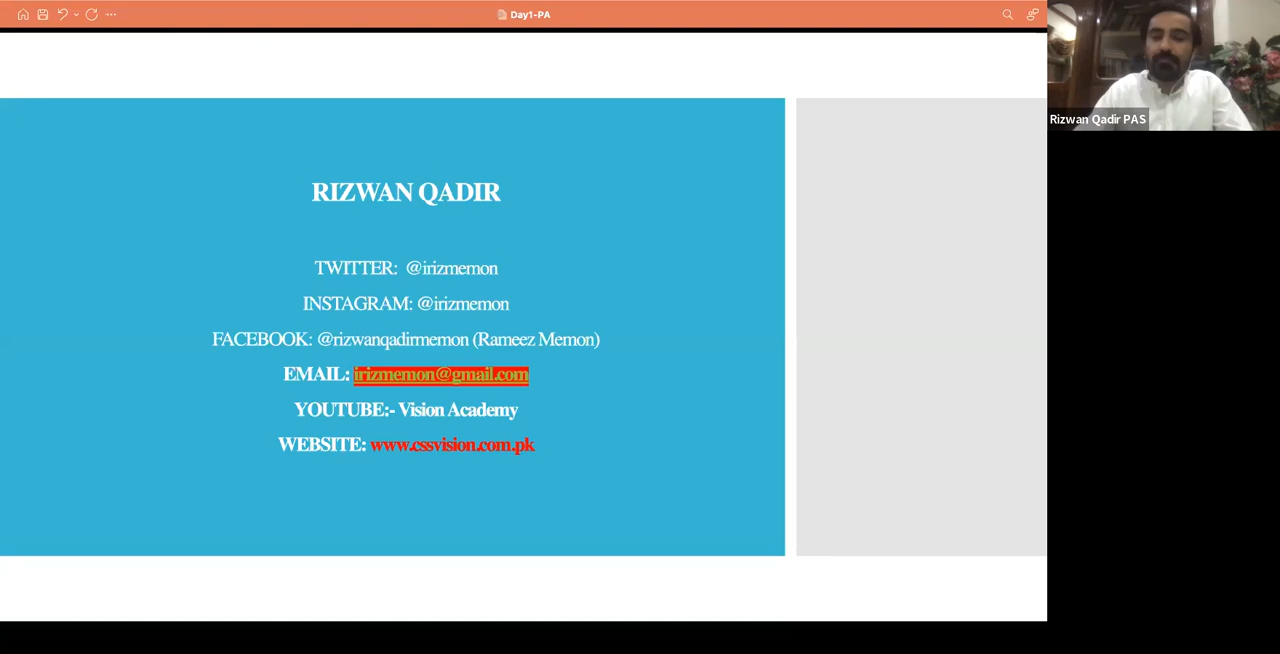 Day1-PA
Rizwan Qadir PAS
RIZWAN QADIR
TWITTER: @irizmemon
INSTAGRAM: @irizmemon
FACEBOOK: @rizwanqadirmemon (Rameez Memon)
EMAIL: irizmemon@gmail.com
YOUTUBE:- Vision Academy
WEBSITE: www.cssvision.com.pk